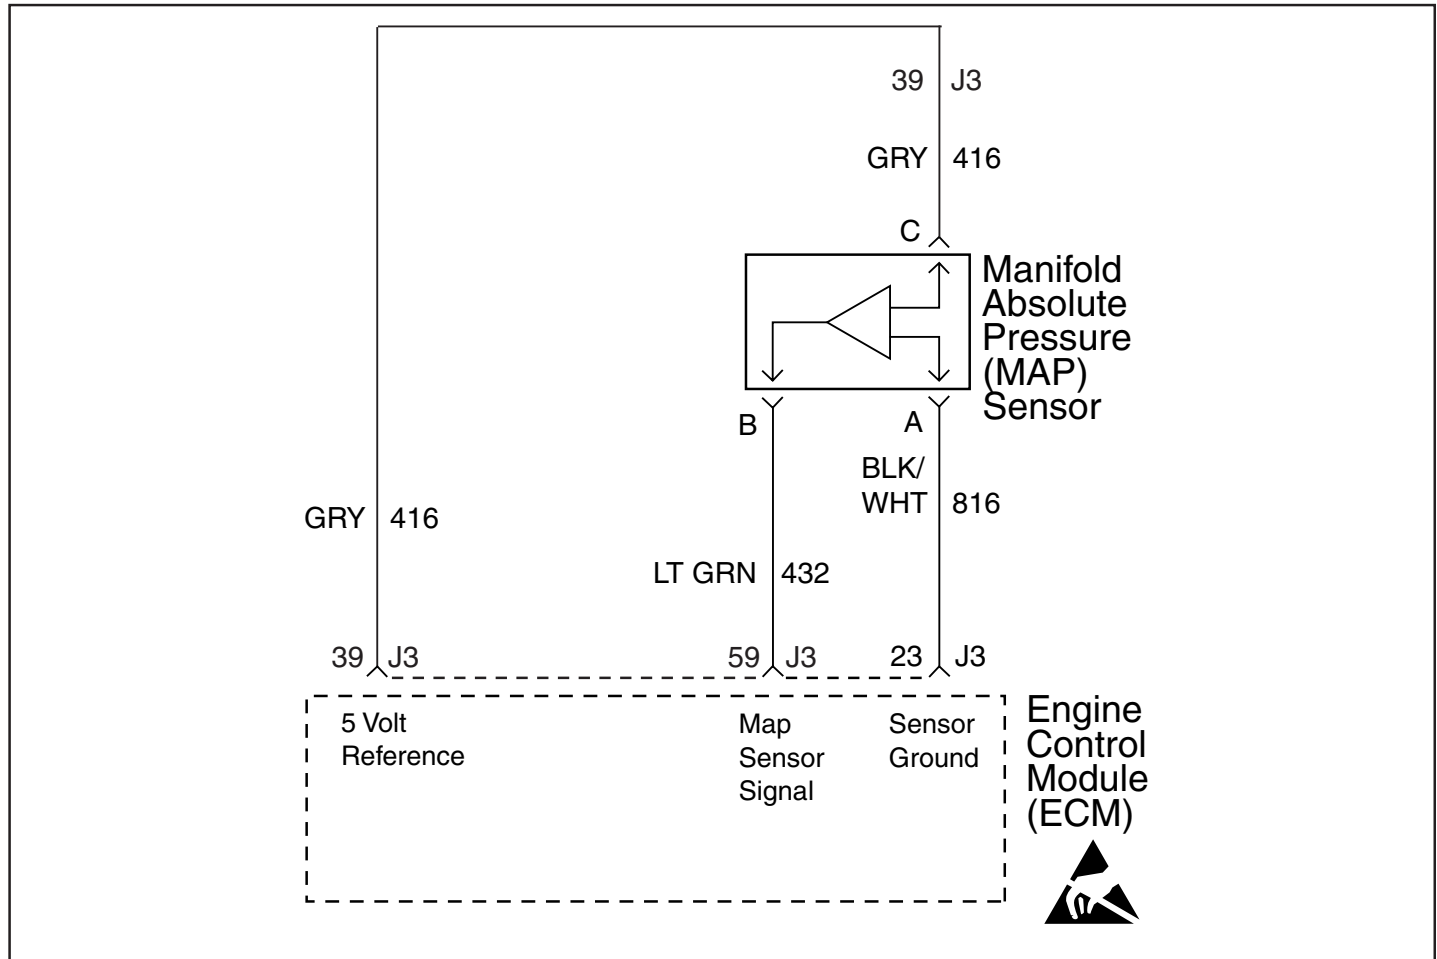 39 J3
GRY 416
C
Manifold
Absolute
Pressure
(MAP)
Sensor
B
A
BLK/
WHT 816
GRY 416
LT GRN 432
39 J3
59 J3
23 J3
5 Volt
Reference
Map
Sensor
Signal
Sensor
Ground
Engine
Control
Module
(ECM)